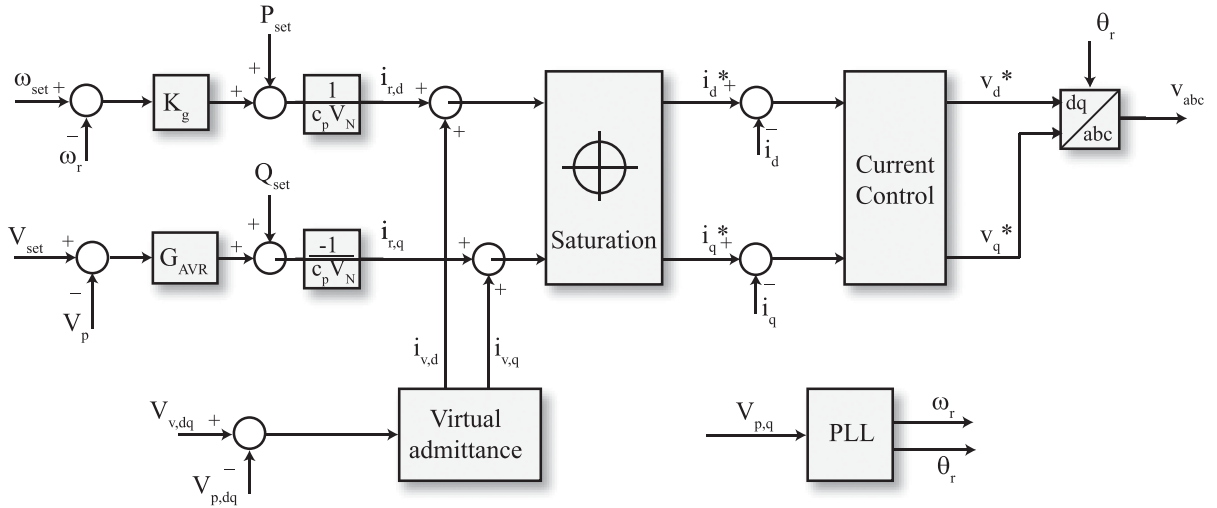 P_set
θ_r
ω_set +
+
K_g
+
1
c_p V_N
i_r,d
+
+
i_d* +
v_d*
dq
abc
v_abc
−
ω_r
−
i_d
Saturation
Current
Control
Q_set
V_set
+
G_AVR
+
+
-1
c_p V_N
i_r,q
+
+
i_q* +
v_q*
−
V_p
−
i_q
i_v,d
i_v,q
V_v,dq
+
−
V_p,dq
Virtual
admittance
V_p,q
PLL
ω_r
θ_r